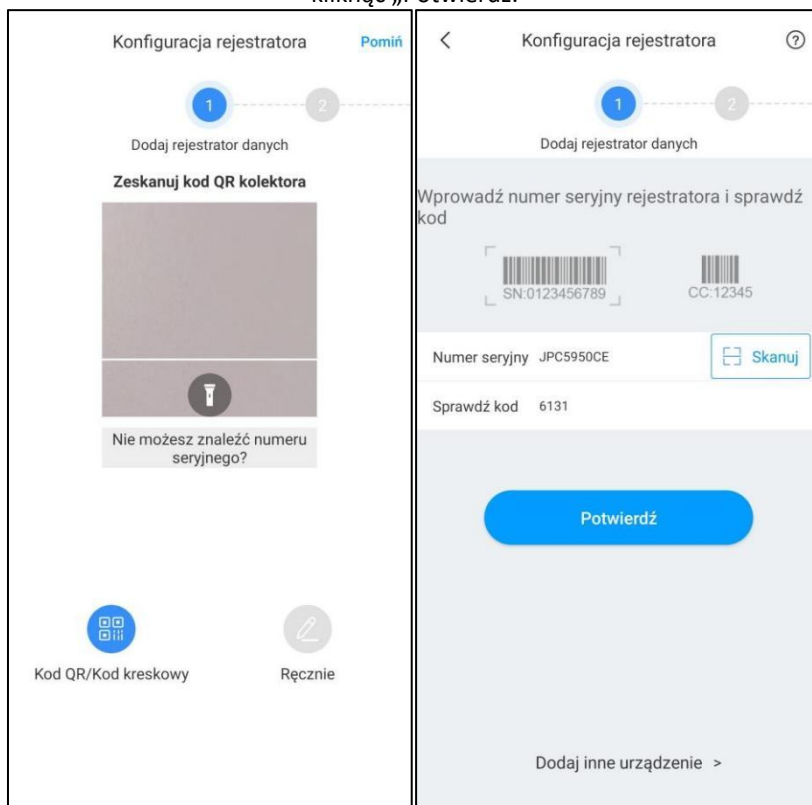 kliknąć „Potwierdź.
Konfiguracja rejestratora Pomiń
1 2
Dodaj rejestrator danych
Zeskanuj kod QR kolektora
Nie możesz znaleźć numeru
seryjnego?
Kod QR/Kod kreskowy Ręcznie
< Konfiguracja rejestratora ?
1 2
Dodaj rejestrator danych
Wprowadź numer seryjny rejestratora i sprawdź
kod
SN:0123456789 CC:12345
Numer seryjny JPC5950CE Skanuj
Sprawdź kod 6131
Potwierdź
Dodaj inne urządzenie >